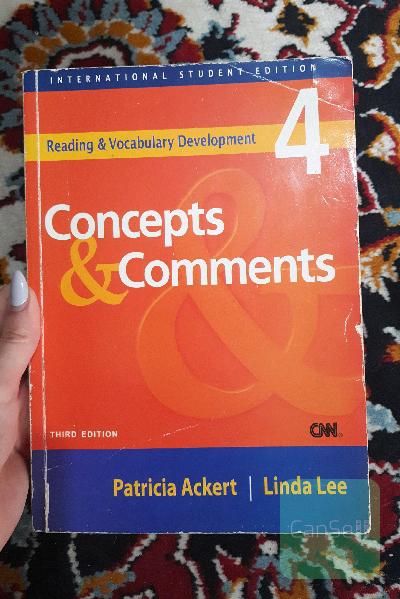 INTERNATIONAL STUDENT EDITION
4
Reading & Vocabulary Development
Concepts
& Comments
THIRD EDITION
CNN
Patricia Ackert | Linda Lee